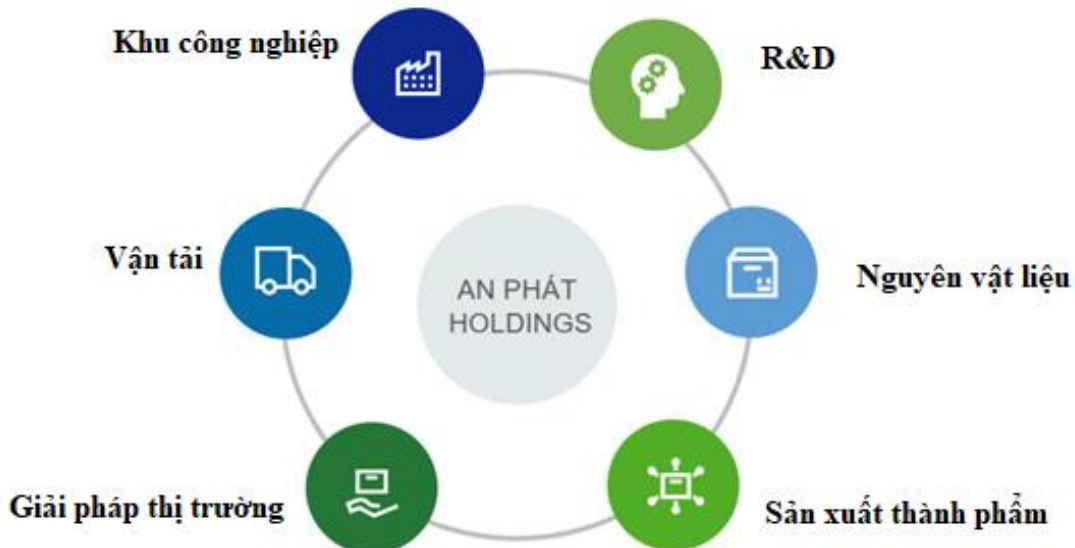 Khu công nghiệp
R&D
Vận tải
AN PHÁT
HOLDINGS
Nguyên vật liệu
Giải pháp thị trường
Sản xuất thành phẩm